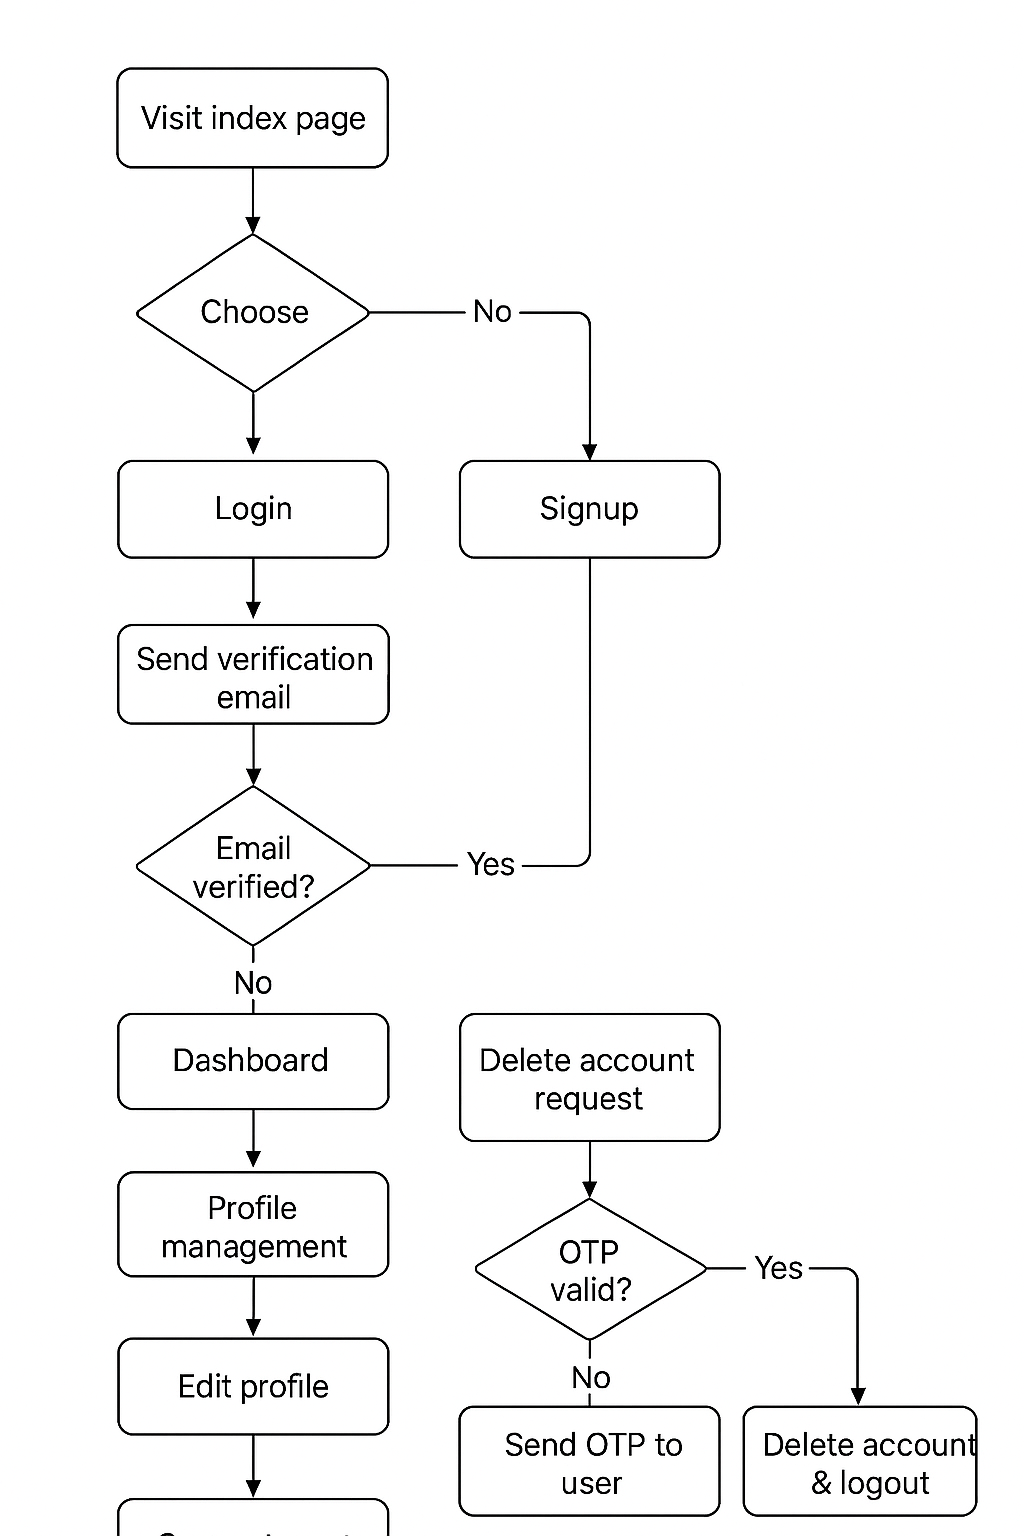 Visit index page
Choose
No
Login
Signup
Send verification
email
Email
verified?
Yes
No
Dashboard
Delete account
request
Profile
management
OTP
valid?
Yes
No
Edit profile
Send OTP to
user
Delete account
& logout